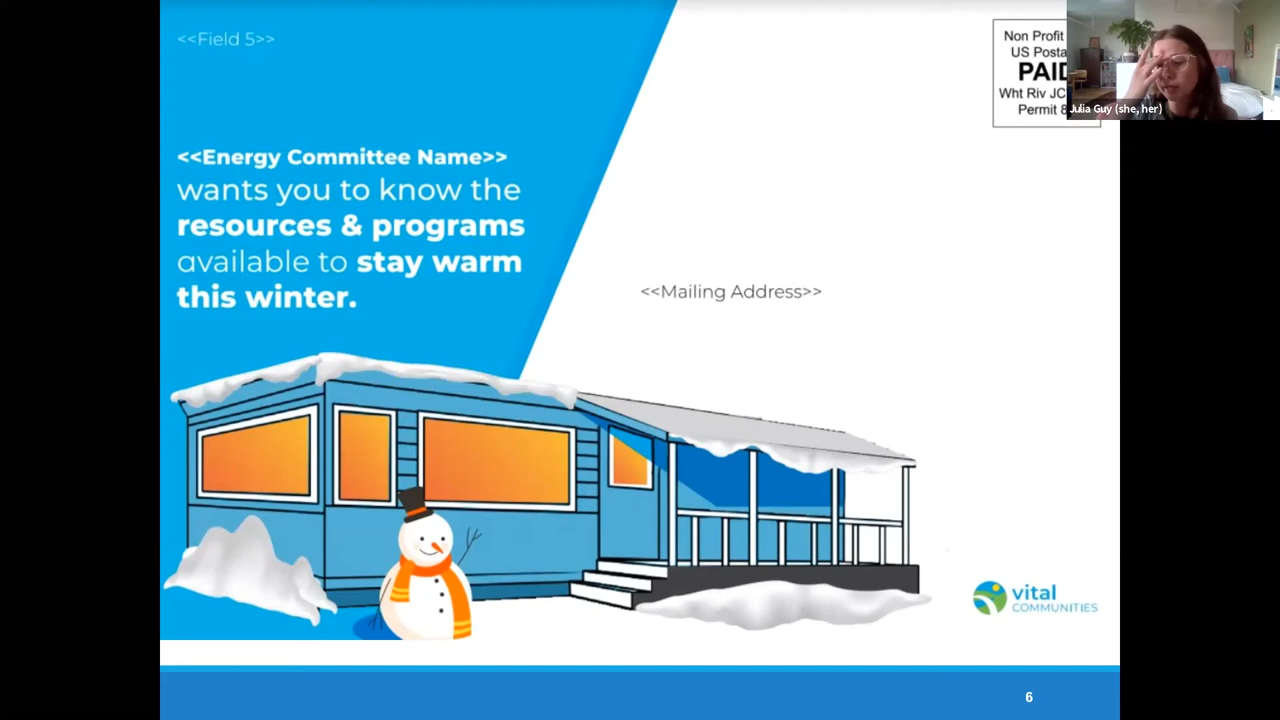 <<Field 5>>
Non Profit
US Posta
PAID
Wht Riv JC
Permit 8
Julia Guy (she, her)
<<Energy Committee Name>>
wants you to know the
resources & programs
available to stay warm
this winter.
<<Mailing Address>>
vital
COMMUNITIES
6